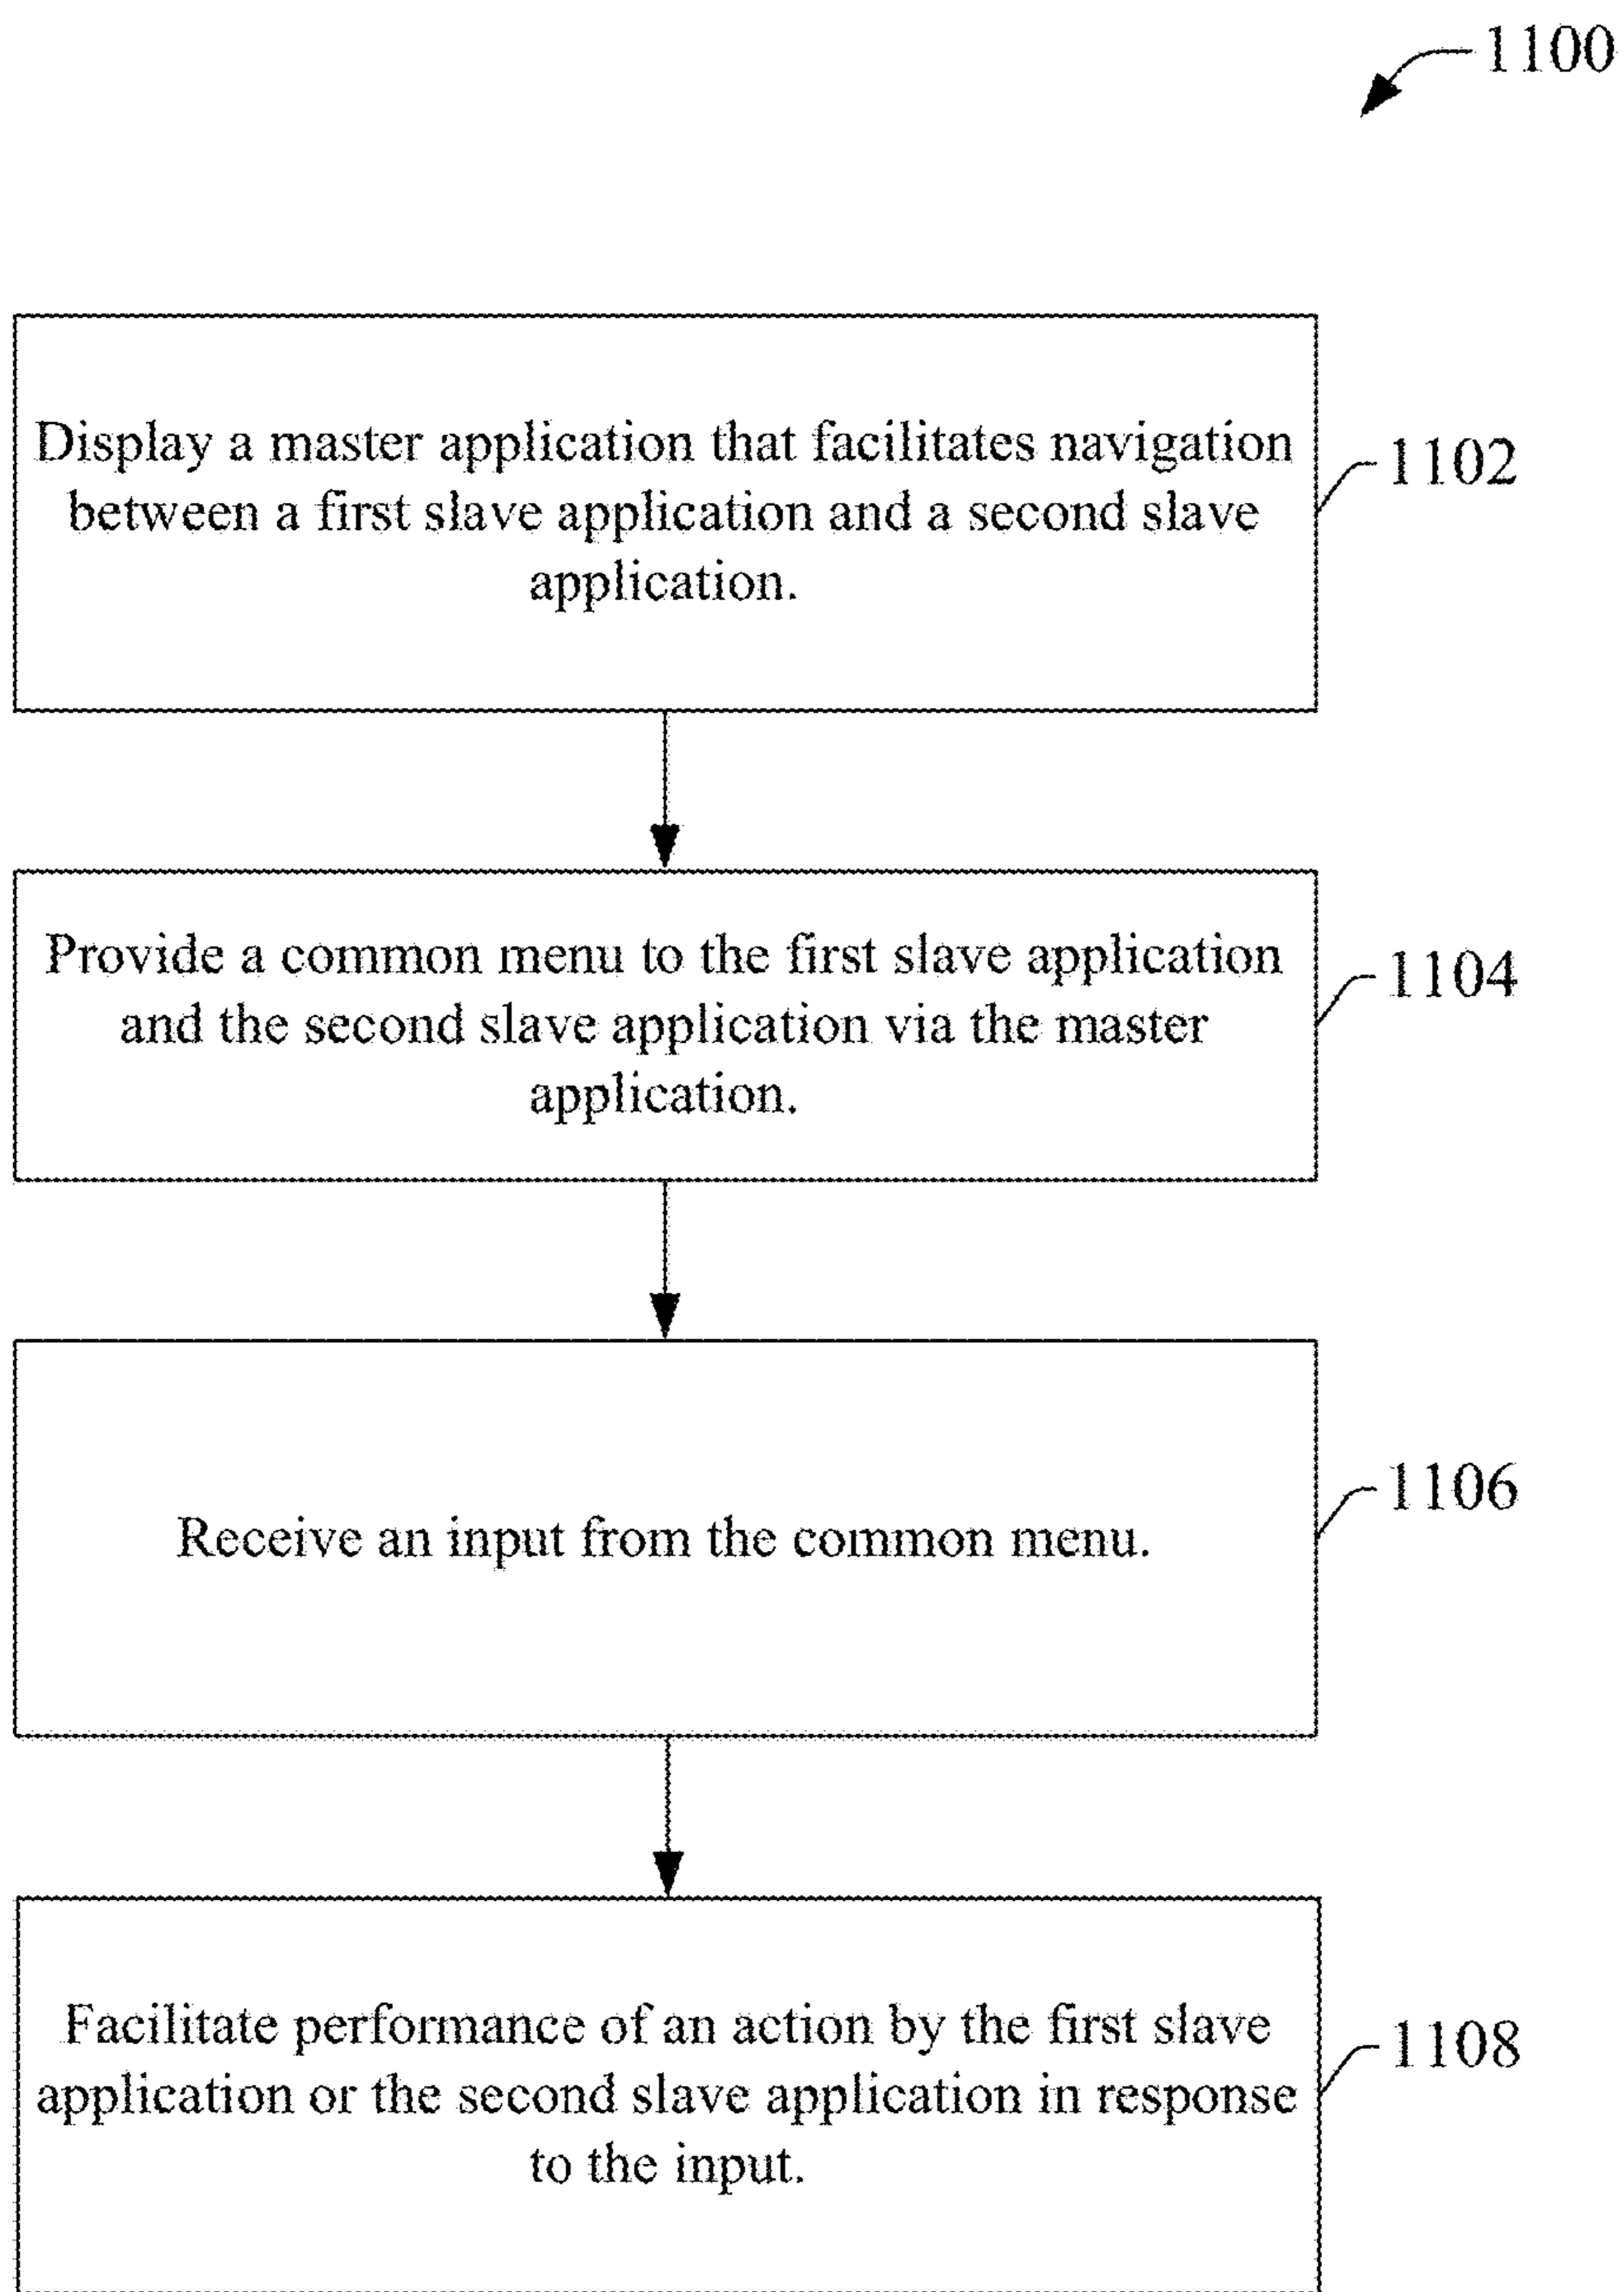 1100
Display a master application that facilitates navigation
between a first slave application and a second slave
application.
1102
Provide a common menu to the first slave application
and the second slave application via the master
application.
1104
Receive an input from the common menu.
1106
Facilitate performance of an action by the first slave
application or the second slave application in response
to the input.
1108